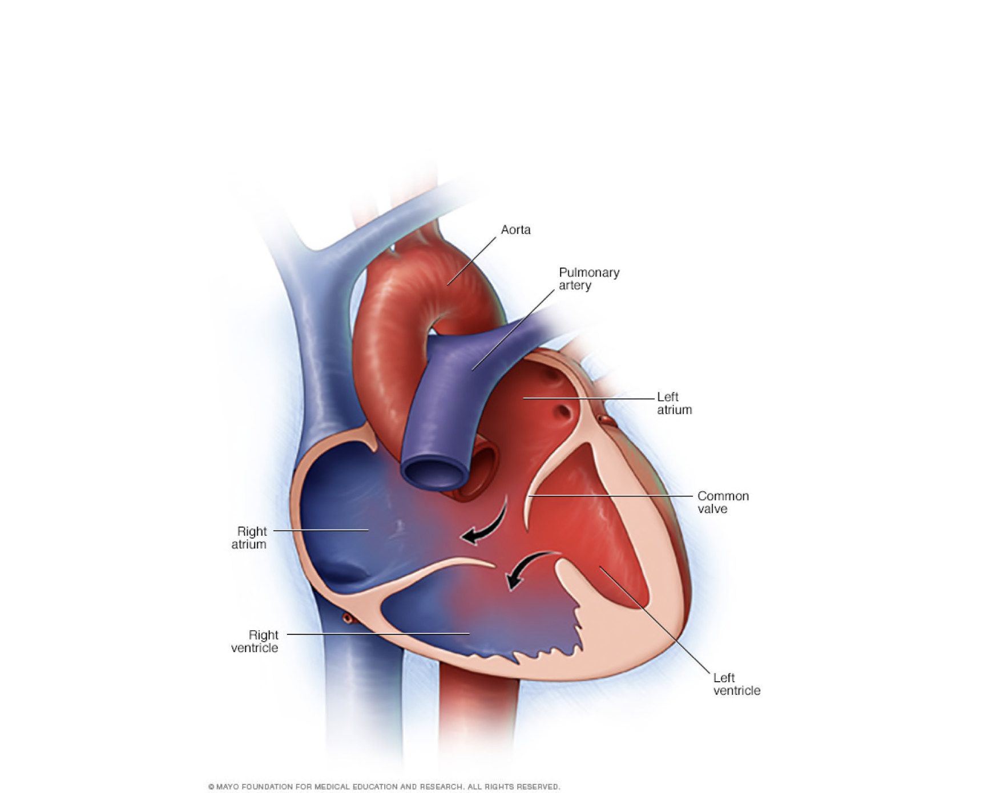 Aorta
Pulmonary
artery
Left
atrium
Common
valve
Right
atrium
Right
ventricle
Left
ventricle
© MAYO FOUNDATION FOR MEDICAL EDUCATION AND RESEARCH. ALL RIGHTS RESERVED.